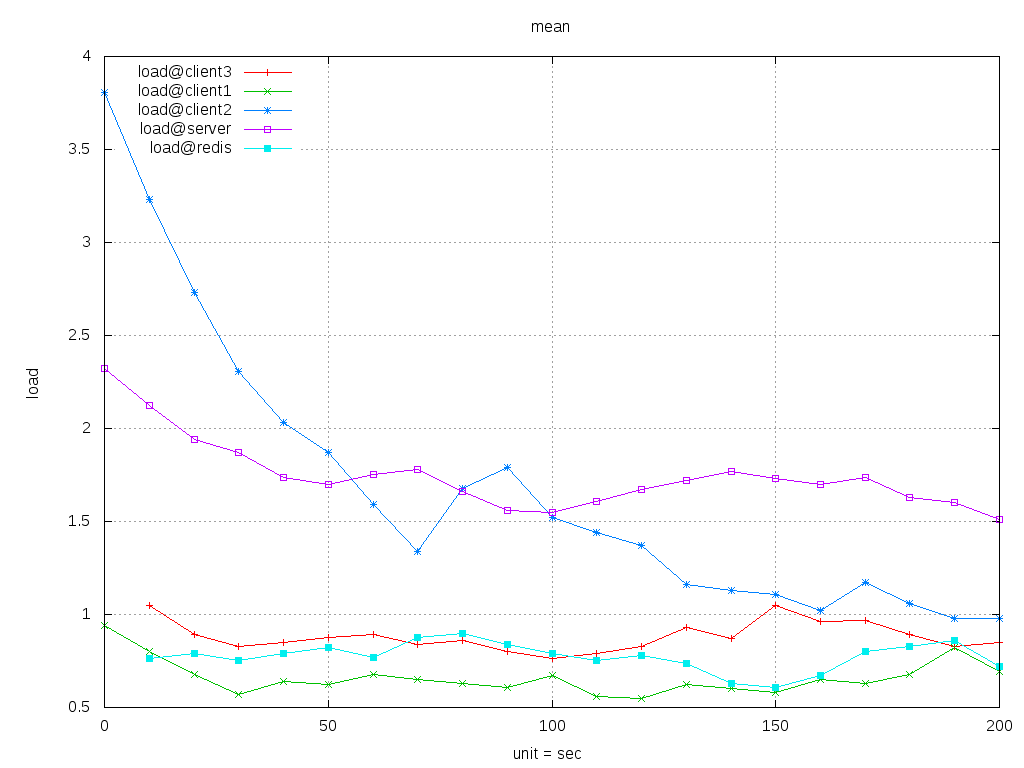 mean
load@client3
load@client1
load@client2
load@server
load@redis
4
3.5
3
2.5
2
1.5
1
0.5
load
0 50 100 150 200
unit = sec